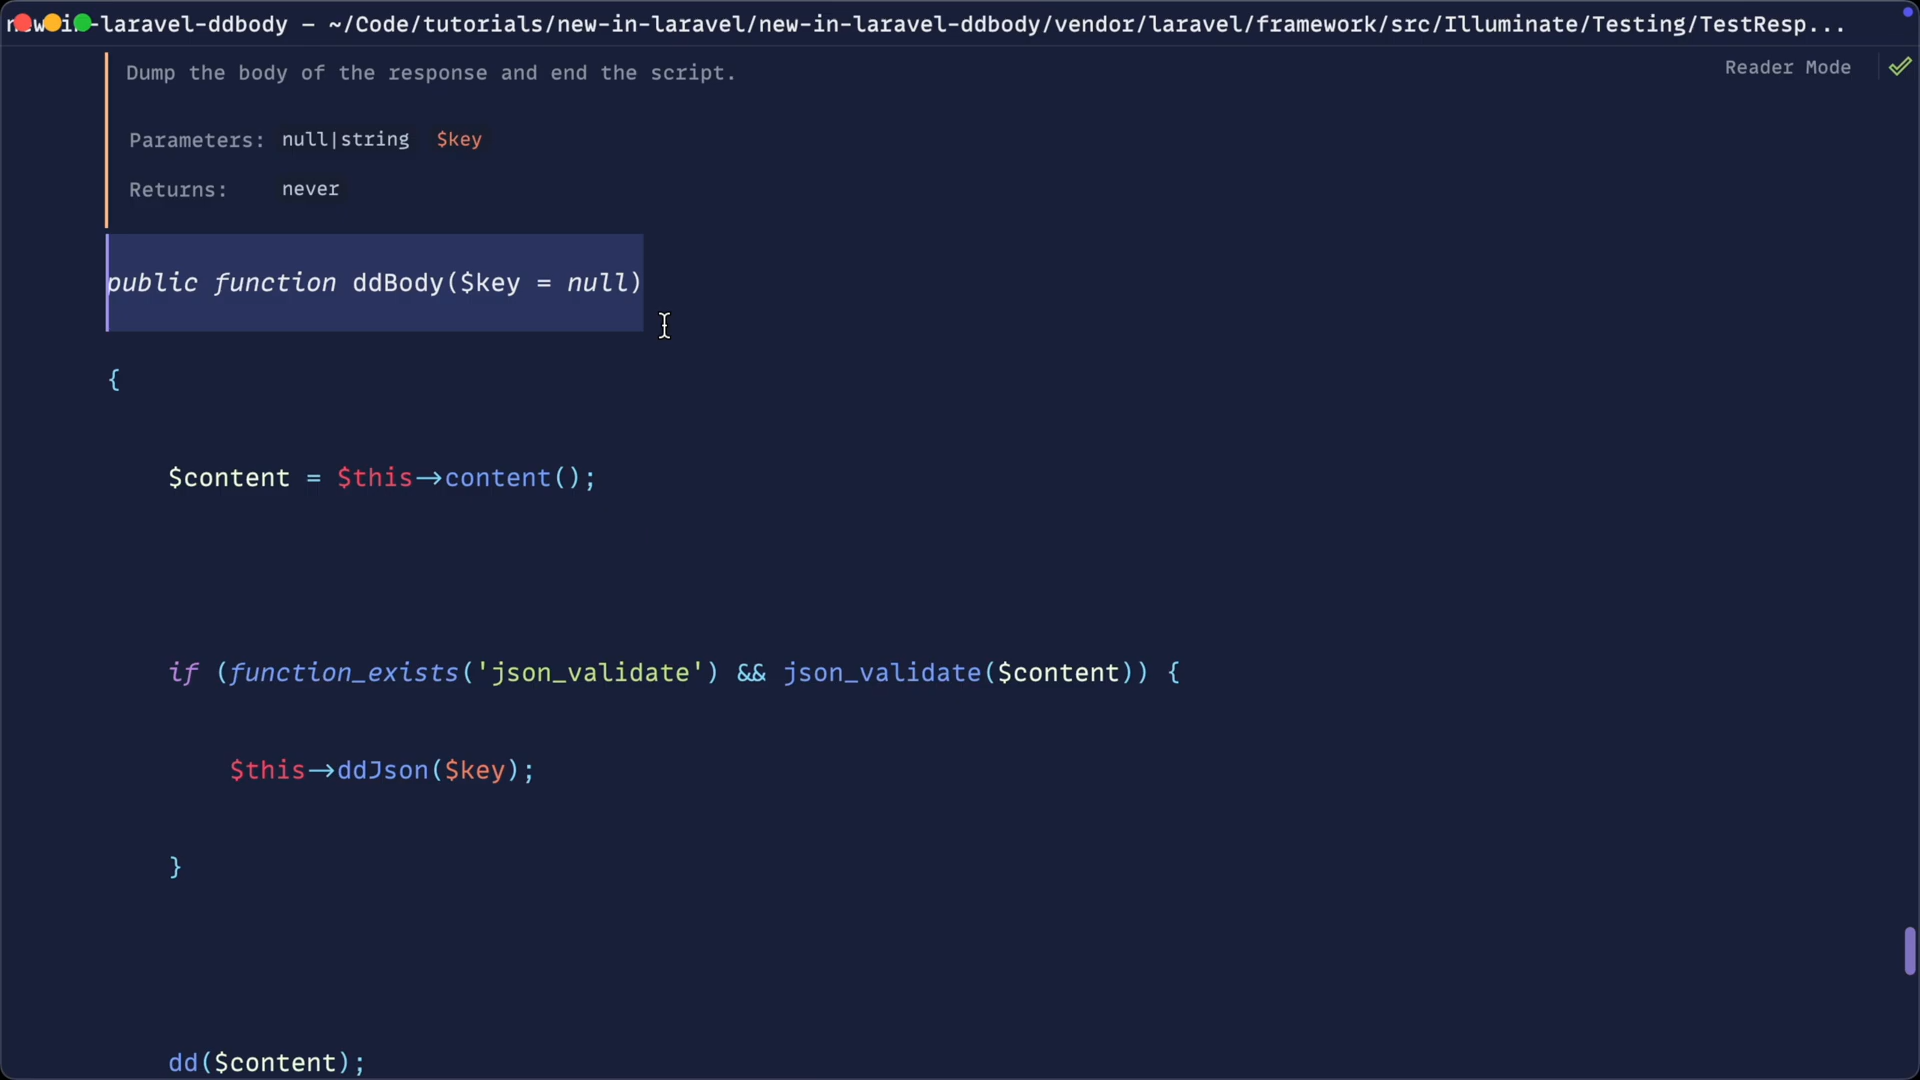 new-in-laravel-ddbody – ~/Code/tutorials/new-in-laravel/new-in-laravel-ddbody/vendor/laravel/framework/src/Illuminate/Testing/TestResp...
Dump the body of the response and end the script.
Reader Mode
Parameters: null|string $key
Returns: never
public function ddBody($key = null)
{
$content = $this→content();
if (function_exists('json_validate') && json_validate($content)) {
$this→ddJson($key);
}
dd($content);